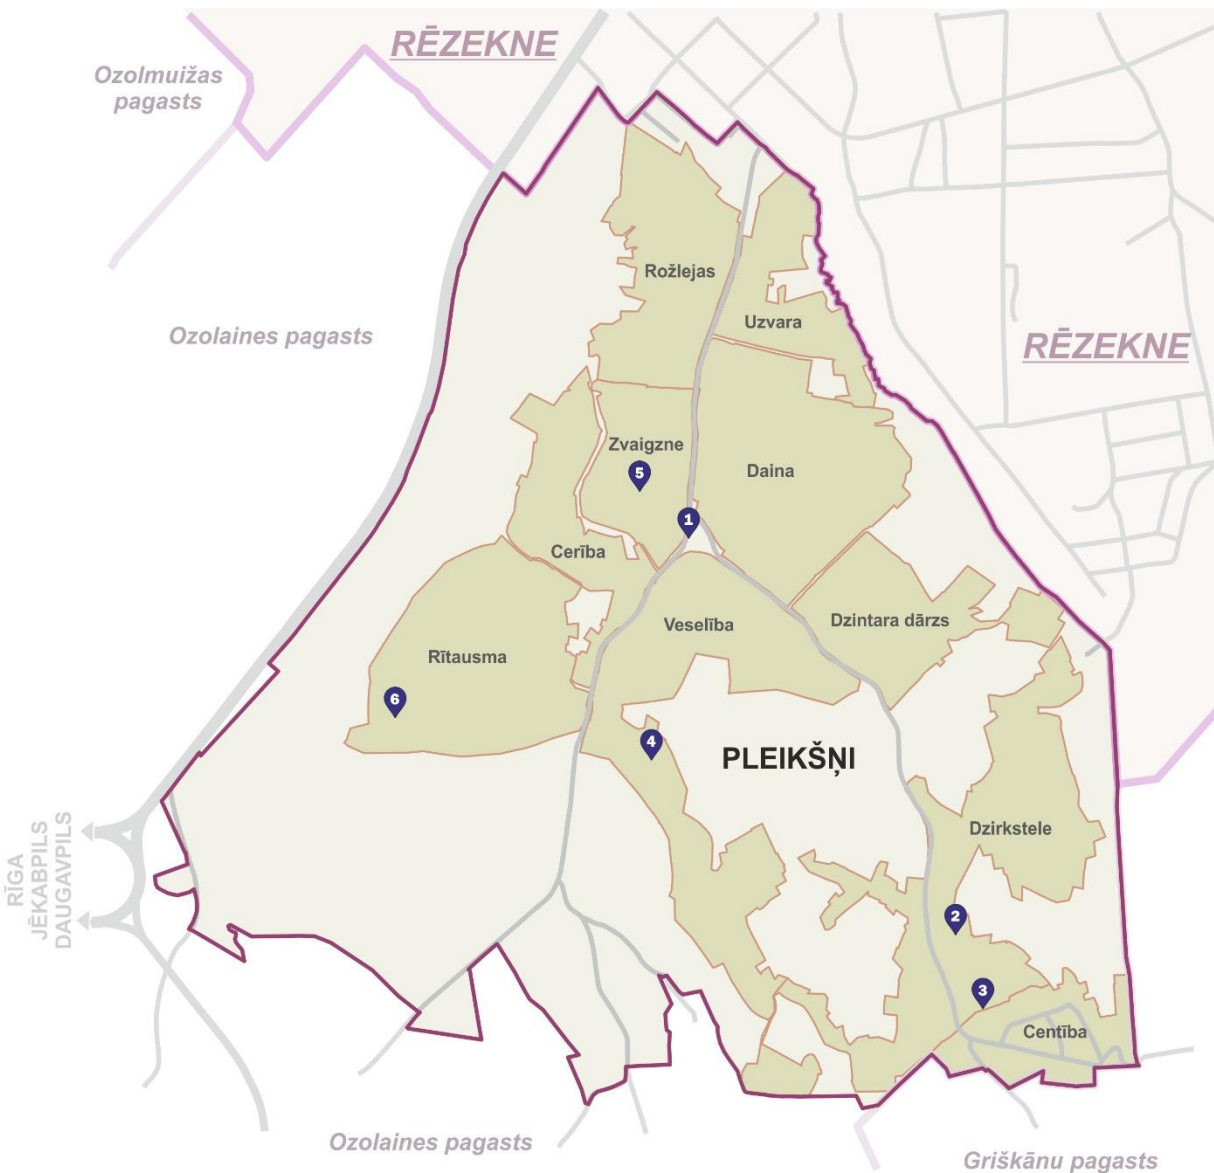 RĒZEKNE
Ozolmuižas
pagasts
Rožlejas
Ozolaines pagasts
Uzvara
RĒZEKNE
Zvaigzne
5
Daina
1
Cerība
Veselība
Dzintara dārzs
Rītausma
6
4
PLEIKŠŅI
Dzirkstele
RĪGA
JĒKABPILS
DAUGAVPILS
2
3
Centība
Ozolaines pagasts
Griškānu pagasts